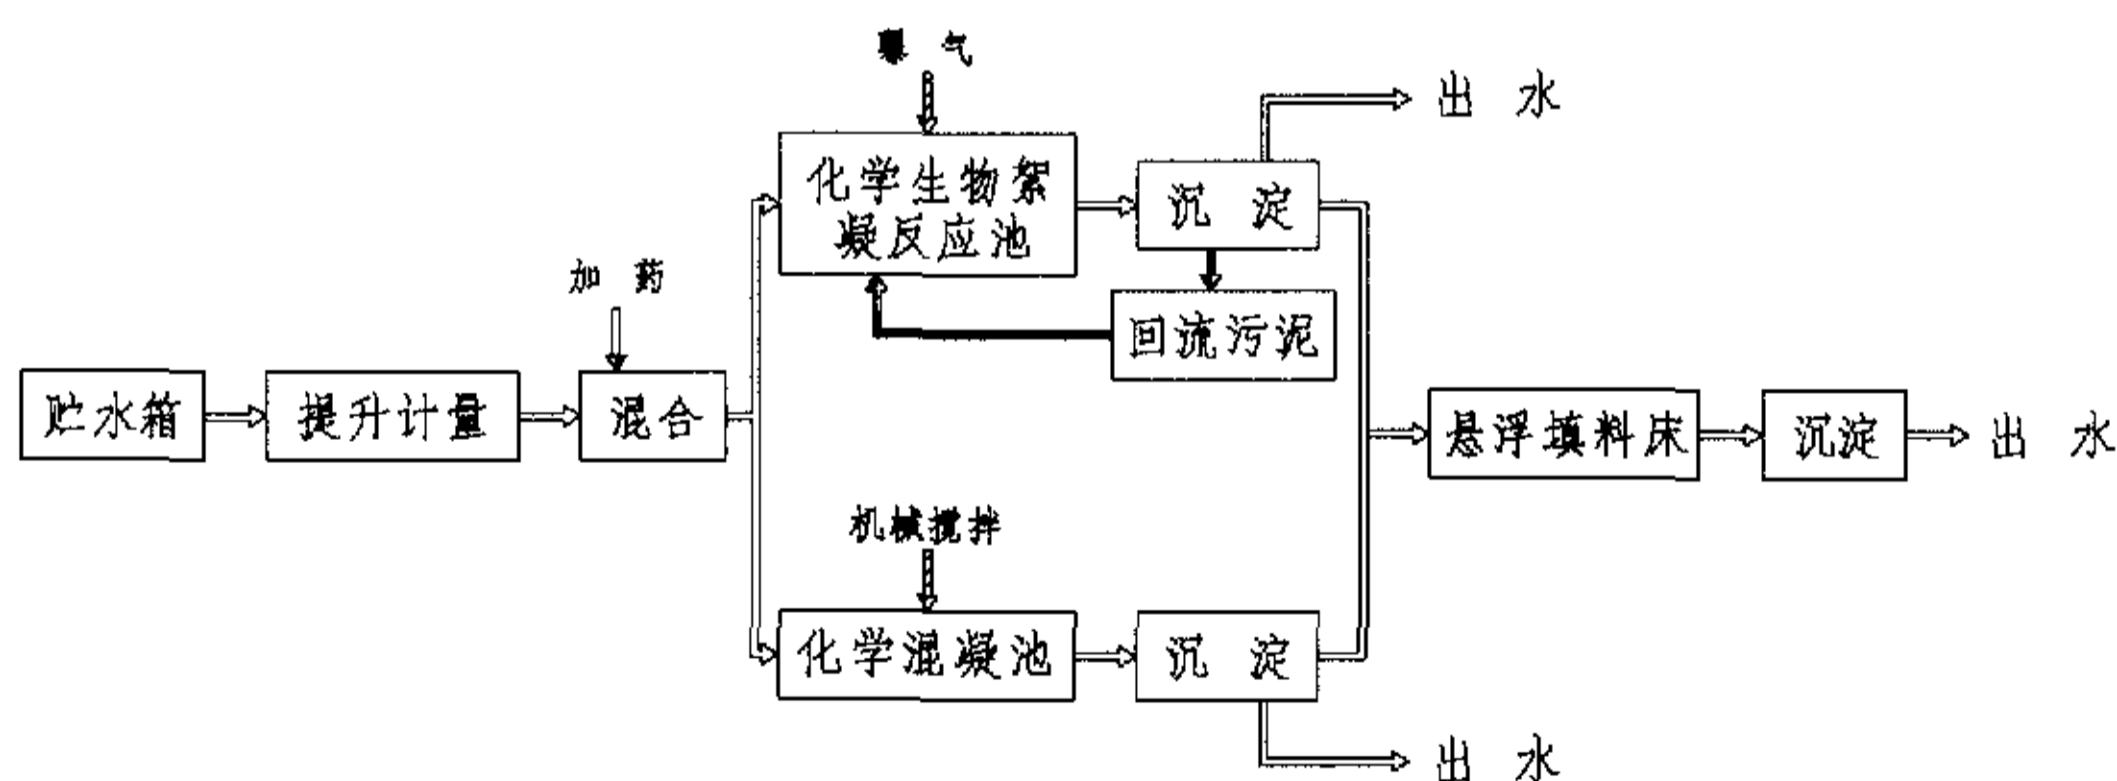 曝 气
出 水
化学生物絮
凝反应池
沉 淀
加 药
回流污泥
贮水箱
提升计量
混合
悬浮填料床
沉淀
出 水
机械搅拌
化学混凝池
沉 淀
出 水